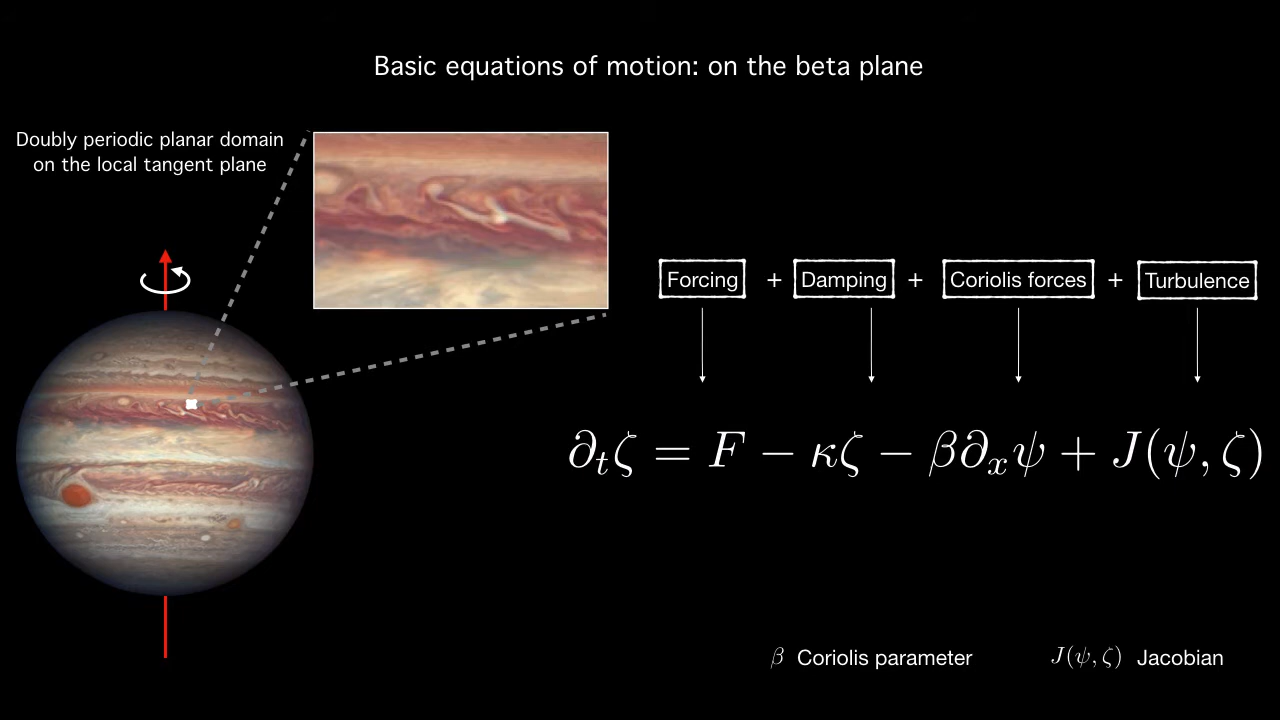 Basic equations of motion: on the beta plane
Doubly periodic planar domain
on the local tangent plane
Forcing + Damping + Coriolis forces + Turbulence
∂ₜζ = F − κζ − β∂ₓψ + J(ψ, ζ)
β Coriolis parameter J(ψ, ζ) Jacobian